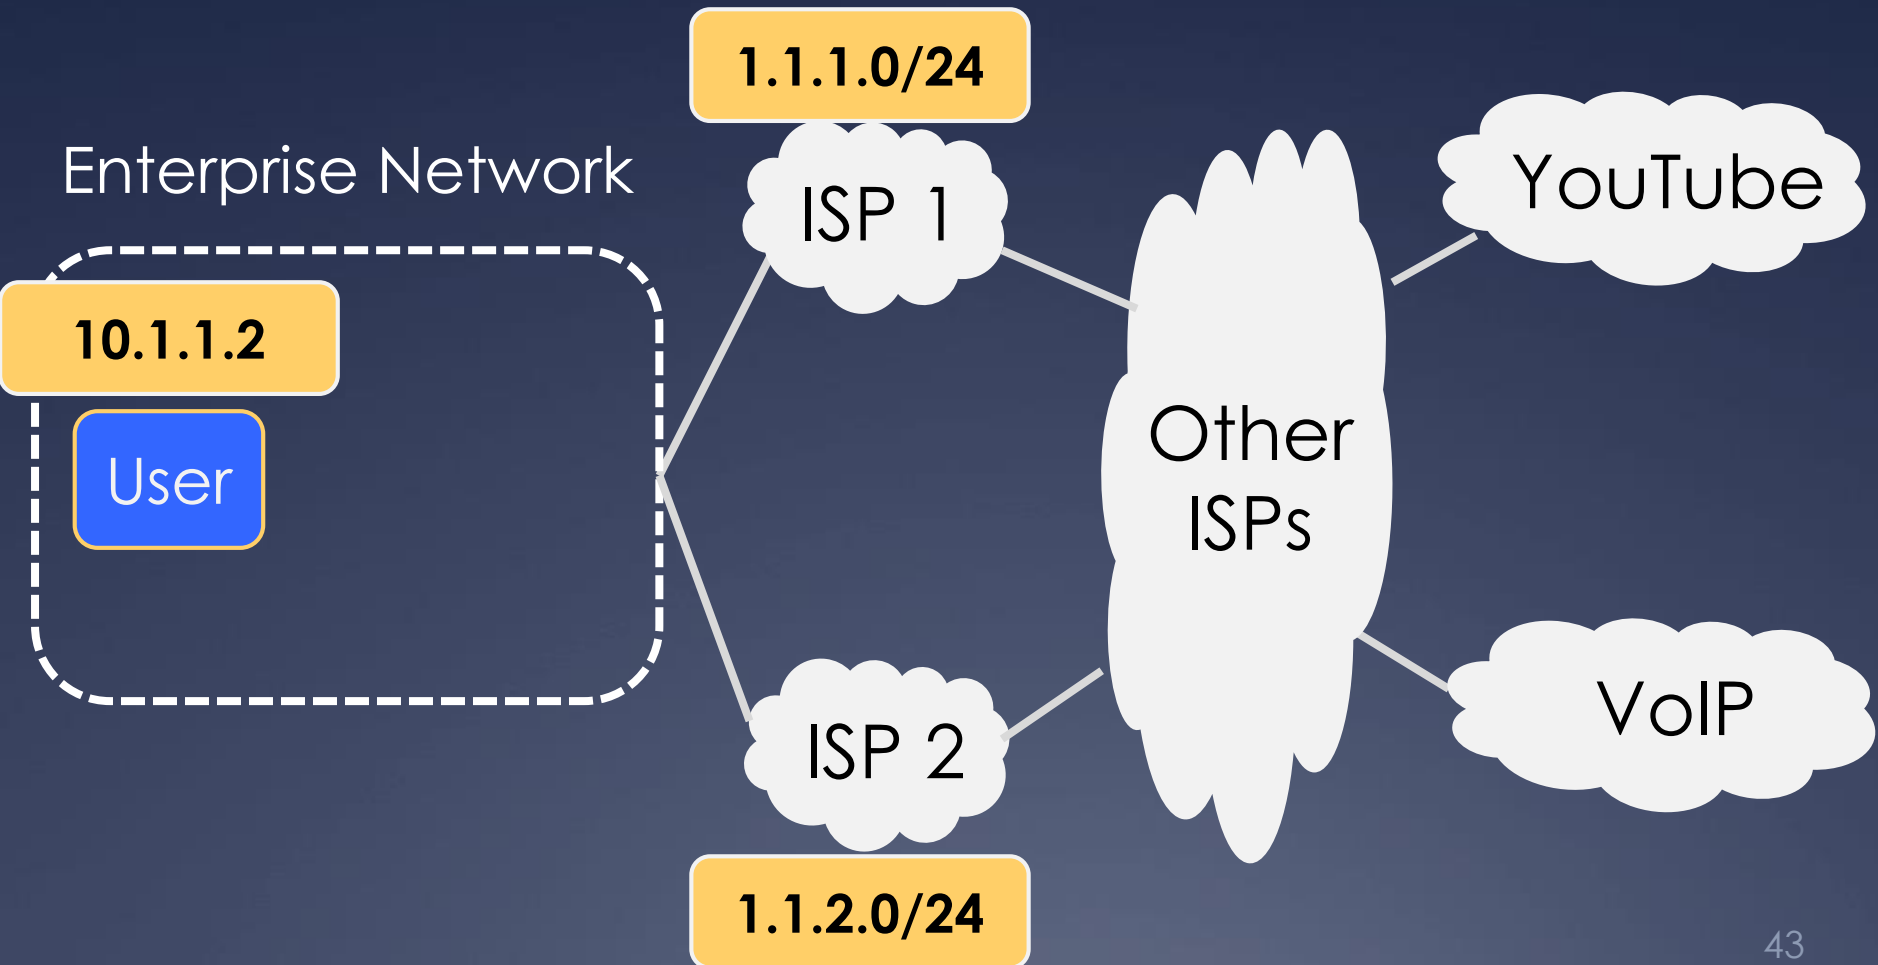 1.1.1.0/24
Enterprise Network
ISP 1
YouTube
10.1.1.2
User
Other
ISPs
ISP 2
VoIP
1.1.2.0/24
43